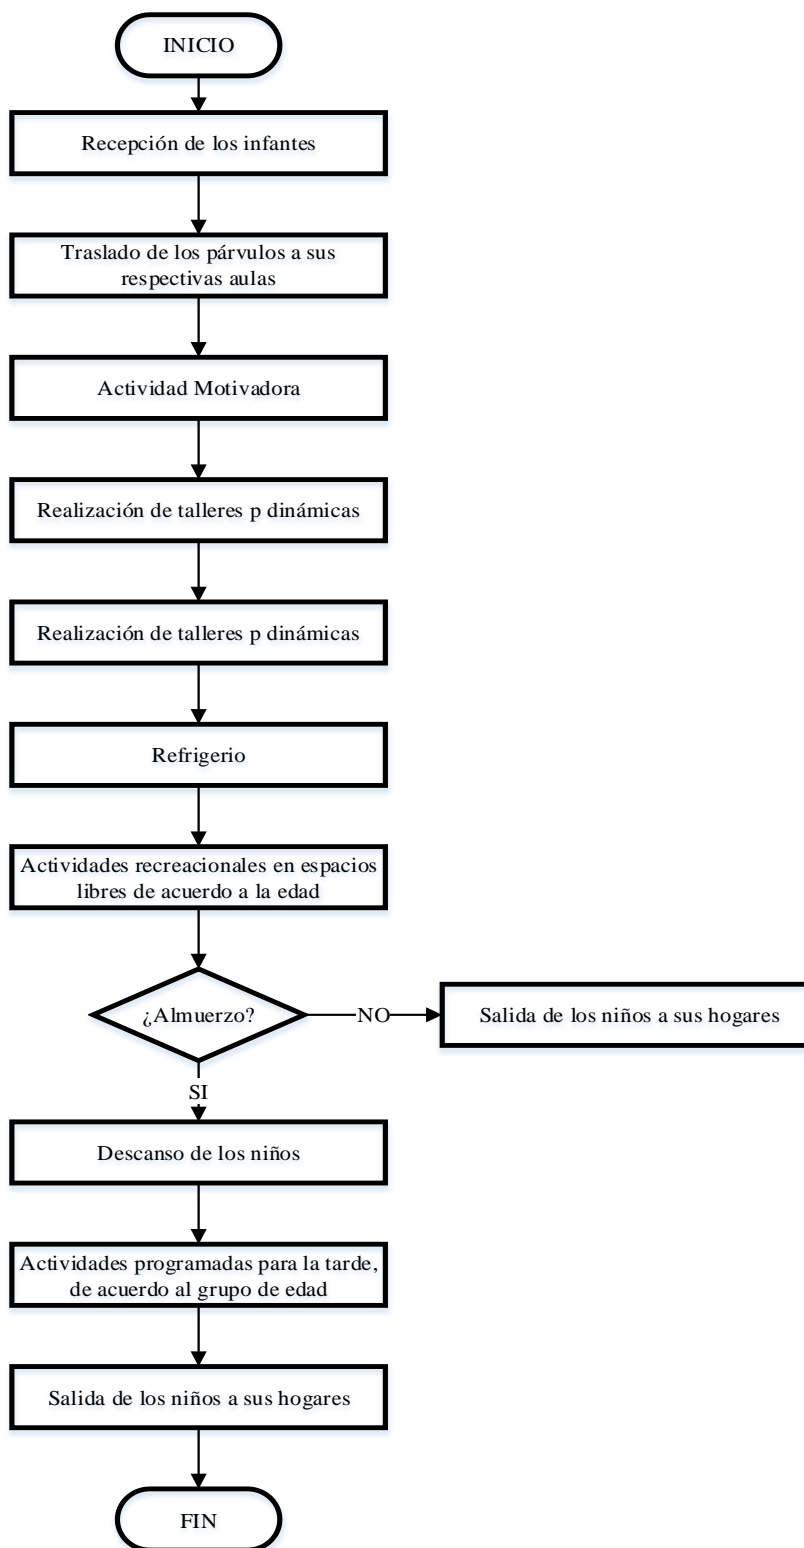 INICIO
Recepción de los infantes
Traslado de los párvulos a sus
respectivas aulas
Actividad Motivadora
Realización de talleres p dinámicas
Realización de talleres p dinámicas
Refrigerio
Actividades recreacionales en espacios
libres de acuerdo a la edad
¿Almuerzo?
NO
Salida de los niños a sus hogares
SI
Descanso de los niños
Actividades programadas para la tarde,
de acuerdo al grupo de edad
Salida de los niños a sus hogares
FIN